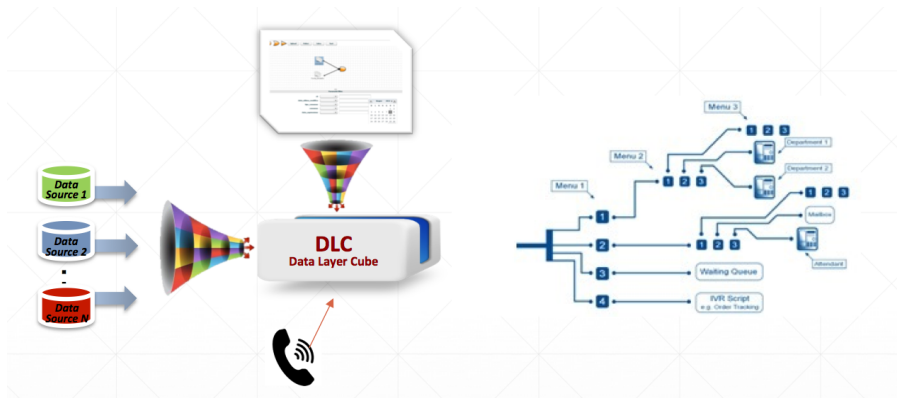 Data
Source 1
Data
Source 2
Data
Source N
DLC
Data Layer Cube
Menu 3
1 2 3
Department 1
Menu 2
1 2 3
Department 2
Menu 1
1
1 2 3
Mailbox
2
1 2 3
Attendant
3
Waiting Queue
4
IVR Script
e.g. Order Tracking